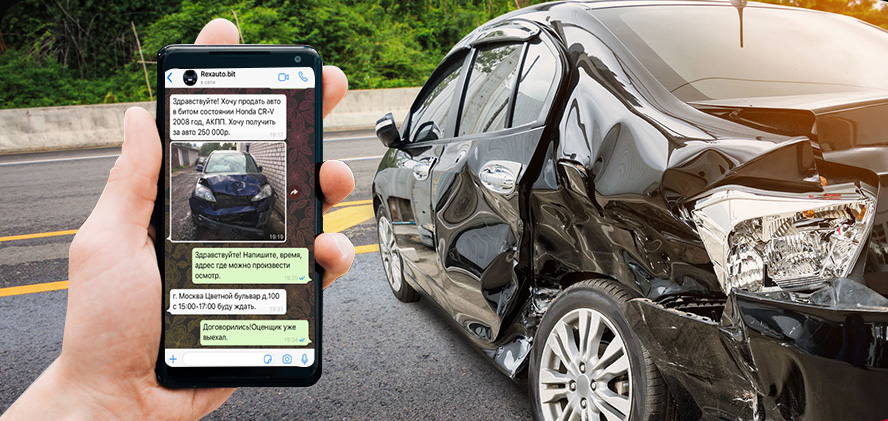 Rexauto.bit
в сети
Здравствуйте! Хочу продать авто
в битом состоянии Honda CR-V
2008 год, АКПП. Хочу получить
за авто 250 000р.
19:19
Здравствуйте! Напишите, время,
адрес где можно произвести
осмотр.
г. Москва Цветной бульвар д.100
с 15:00-17:00 буду ждать.
Договорились!Оценщик уже
выехал.